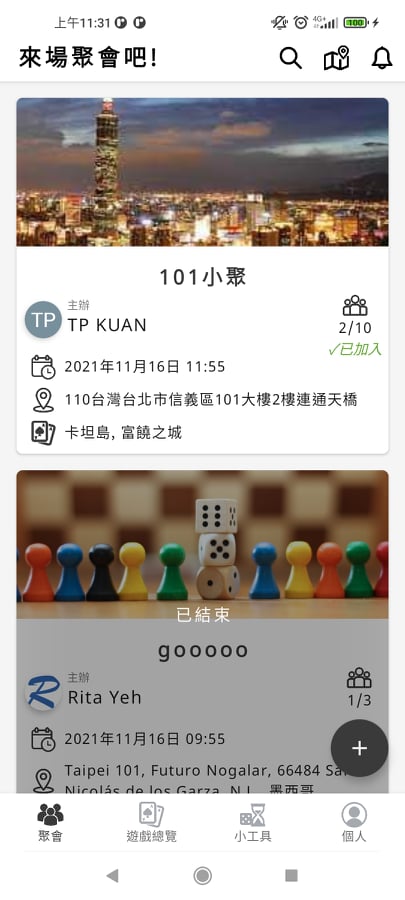 上午11:31
4G+
100
來場聚會吧!
101小聚
主辦
TP
TP KUAN
2/10
✓已加入
2021年11月16日 11:55
110台灣台北市信義區101大樓2樓連通天橋
卡坦島, 富饒之城
已結束
gooooo
主辦
Rita Yeh
1/3
2021年11月16日 09:55
Taipei 101, Futuro Nogalar, 66484 San
Nicolás de los Garza, N.L., 墨西哥
聚會
遊戲總覽
小工具
個人